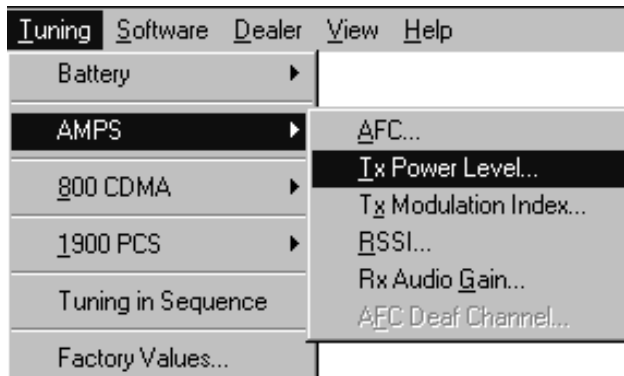 Tuning Software Dealer View Help
Battery
AMPS
800 CDMA
1900 PCS
Tuning in Sequence
Factory Values...
AFC...
Tx Power Level...
Tx Modulation Index...
RSSI...
Rx Audio Gain...
AFC Deaf Channel...